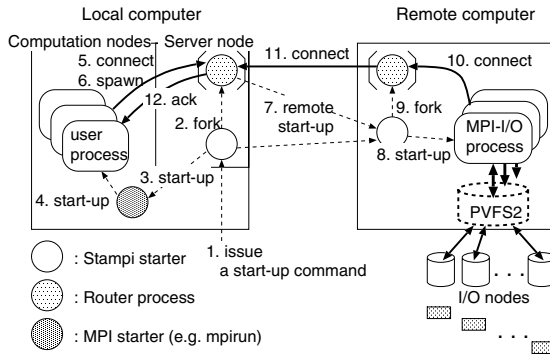 Local computer
Remote computer
Computation nodes
Server node
5. connect
6. spawn
11. connect
10. connect
12. ack
7. remote
start-up
9. fork
2. fork
user
process
MPI-I/O
process
8. start-up
3. start-up
4. start-up
PVFS2
1. issue
a start-up command
: Stampi starter
: Router process
: MPI starter (e.g. mpirun)
. . .
I/O nodes
. . .